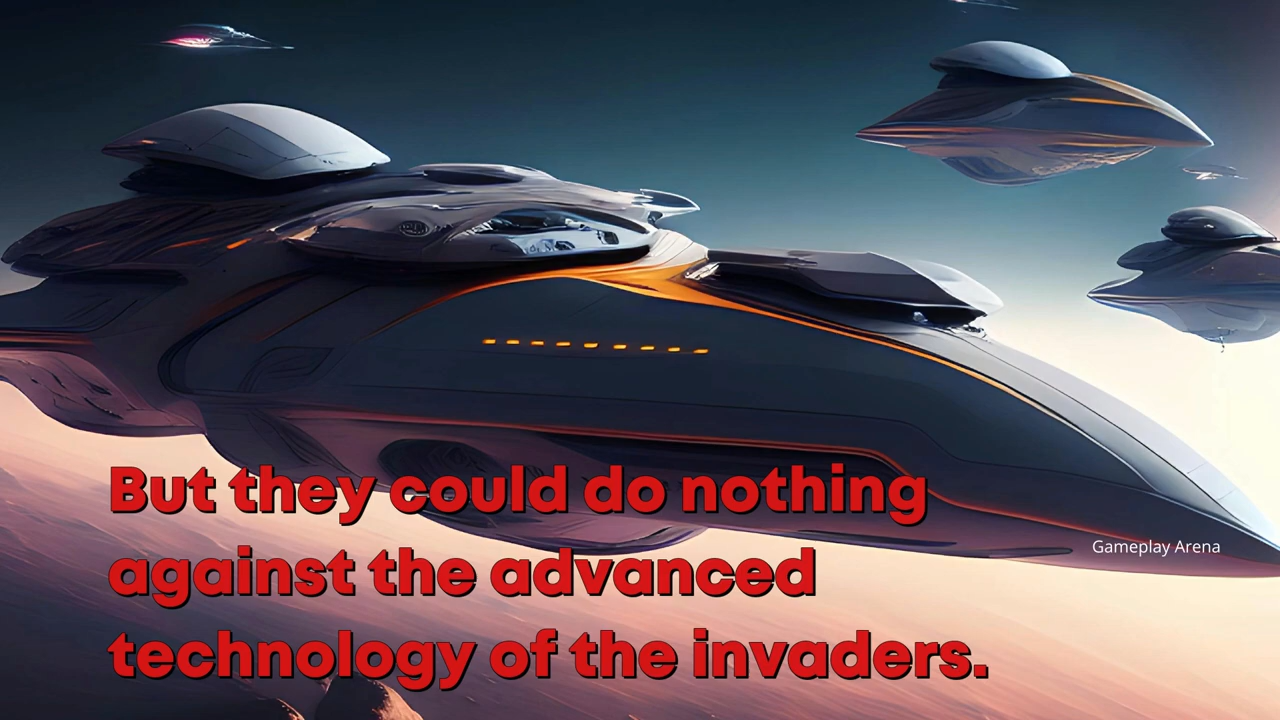 But they could do nothing
against the advanced
technology of the invaders.
Gameplay Arena